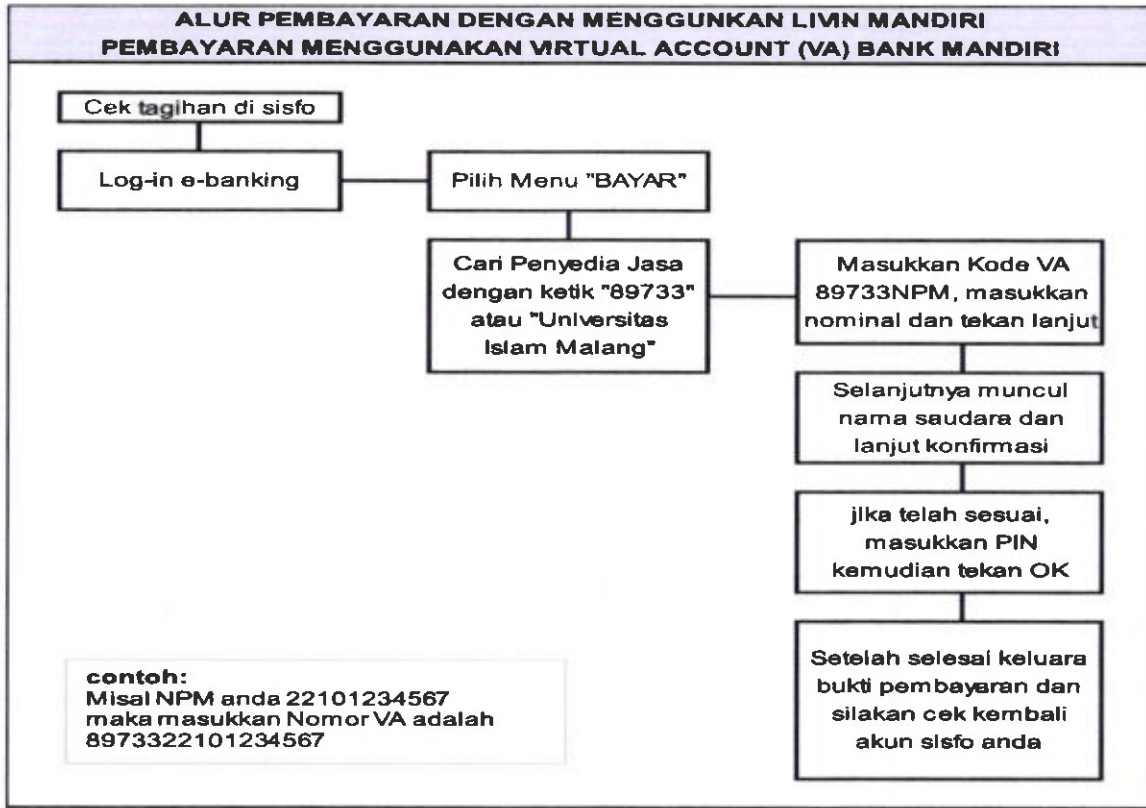 ALUR PEMBAYARAN DENGAN MENGGUNKAN LIVIN MANDIRI
PEMBAYARAN MENGGUNAKAN VIRTUAL ACCOUNT (VA) BANK MANDIRI
Cek tagihan di sisfo
Log-in e-banking
Pilih Menu "BAYAR"
Cari Penyedia Jasa
dengan ketik "89733"
atau "Universitas
Islam Malang"
Masukkan Kode VA
89733NPM, masukkan
nominal dan tekan lanjut
Selanjutnya muncul
nama saudara dan
lanjut konfirmasi
jika telah sesuai,
masukkan PIN
kemudian tekan OK
Setelah selesai keluara
bukti pembayaran dan
silakan cek kembali
akun sisfo anda
contoh:
Misal NPM anda 22101234567
maka masukkan Nomor VA adalah
8973322101234567